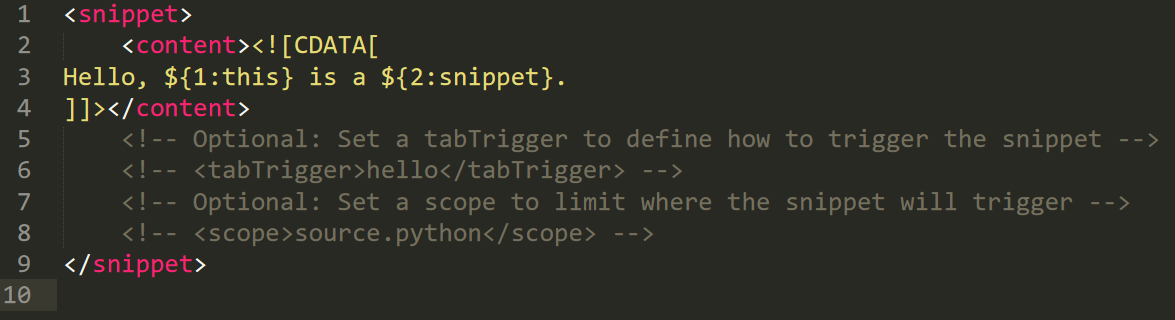 1 <snippet>
2     <content><![CDATA[
3 Hello, ${1:this} is a ${2:snippet}.
4 ]]></content>
5     <!-- Optional: Set a tabTrigger to define how to trigger the snippet -->
6     <!-- <tabTrigger>hello</tabTrigger> -->
7     <!-- Optional: Set a scope to limit where the snippet will trigger -->
8     <!-- <scope>source.python</scope> -->
9 </snippet>
10